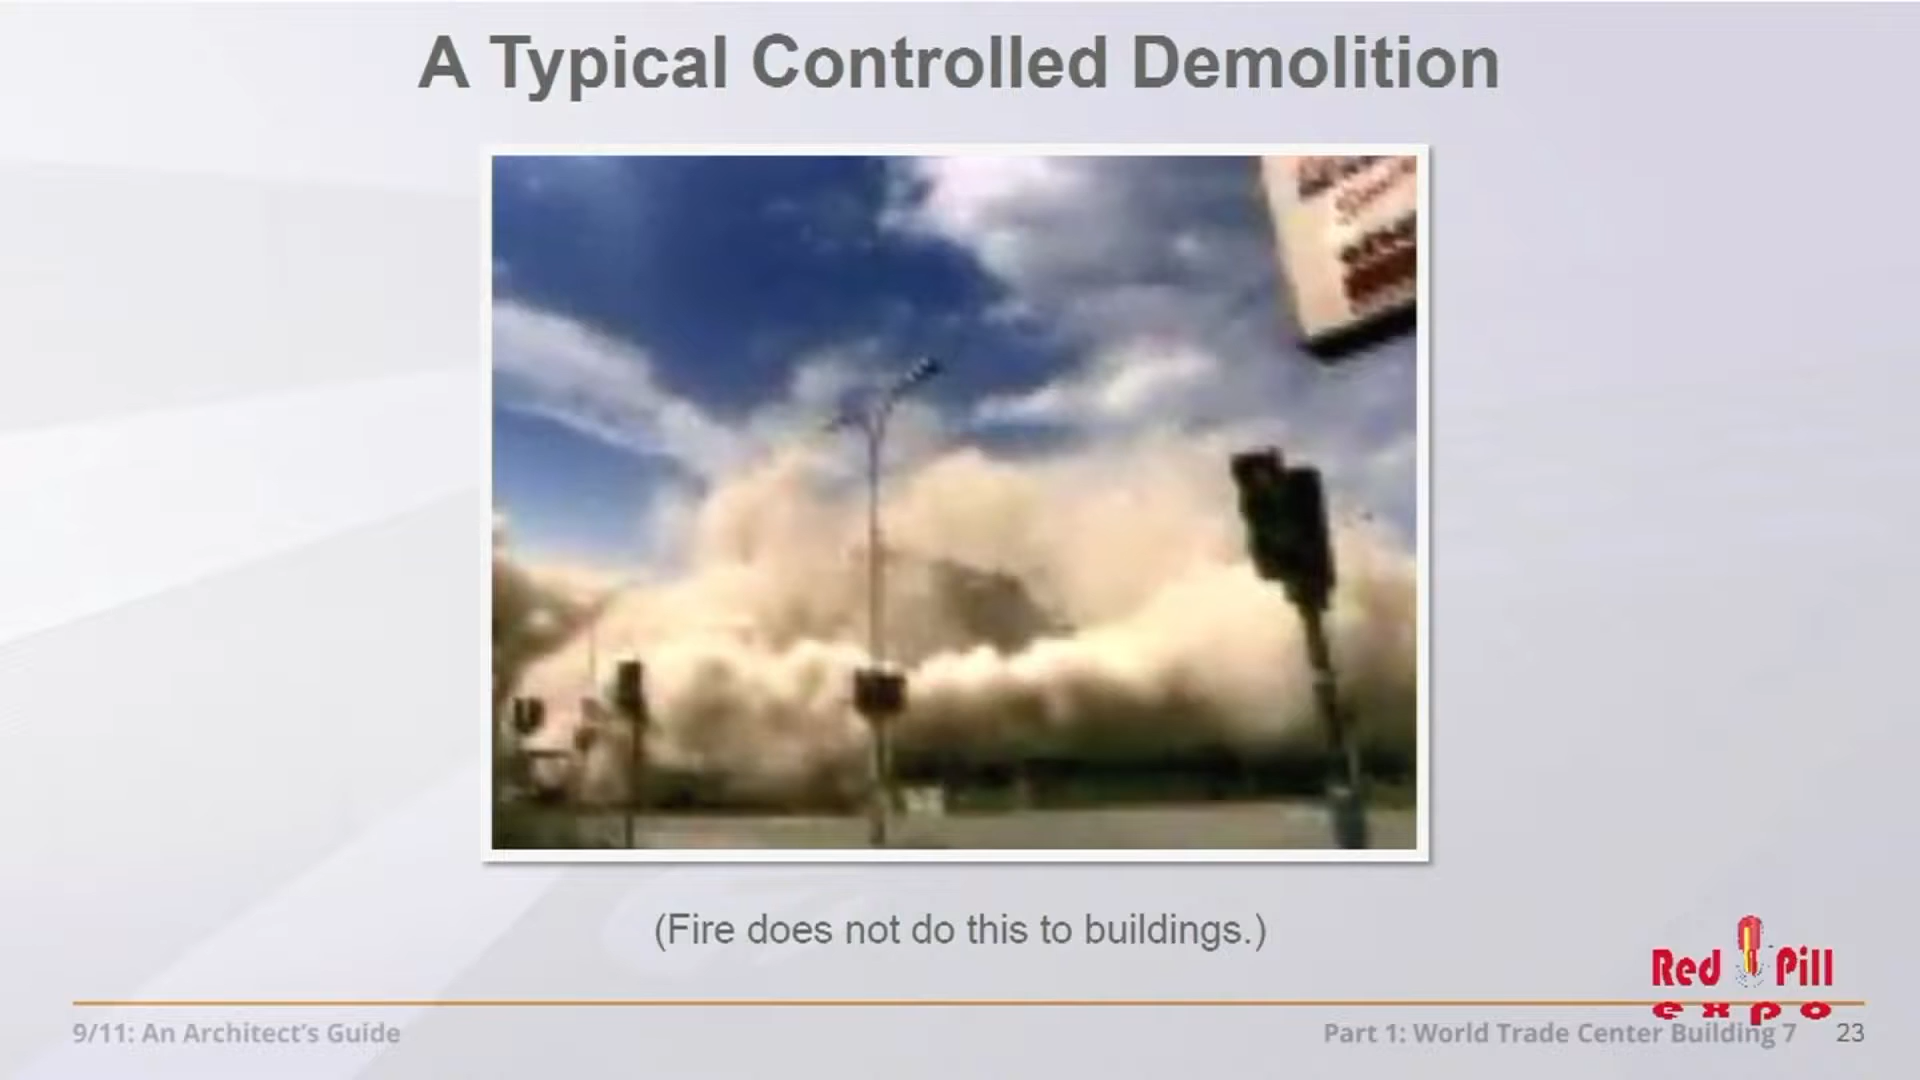 A Typical Controlled Demolition
(Fire does not do this to buildings.)
Red Pill
expo
9/11: An Architect's Guide
Part 1: World Trade Center Building 7
23